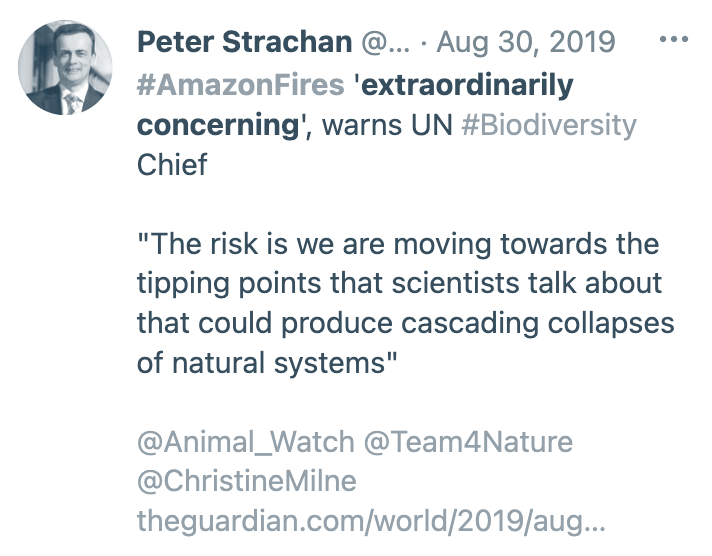 Peter Strachan @... · Aug 30, 2019 ...
#AmazonFires 'extraordinarily
concerning', warns UN #Biodiversity
Chief
"The risk is we are moving towards the
tipping points that scientists talk about
that could produce cascading collapses
of natural systems"
@Animal_Watch @Team4Nature
@ChristineMilne
theguardian.com/world/2019/aug...